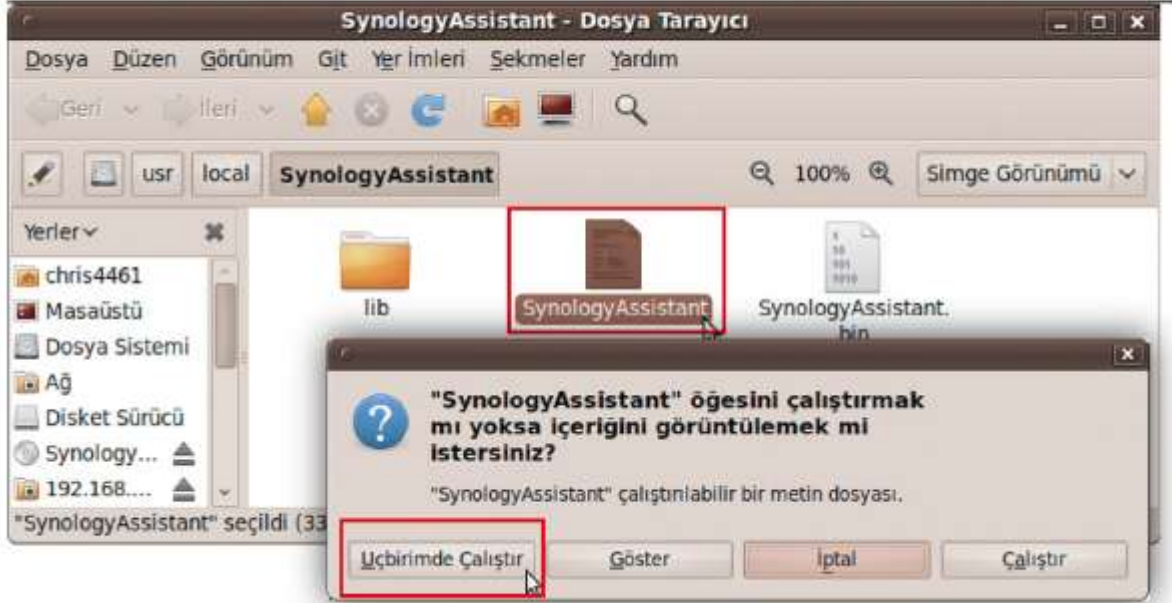 SynologyAssistant - Dosya Tarayıcı
Dosya Düzen Görünüm Git Yer İmleri Sekmeler Yardım
Geri İleri
usr local SynologyAssistant 100% Simge Görünümü
Yerler
chris4461
Masaüstü
Dosya Sistemi
Ağ
Disket Sürücü
Synology...
192.168....
lib
SynologyAssistant
SynologyAssistant.
bin
"SynologyAssistant" seçildi (33
"SynologyAssistant" öğesini çalıştırmak
mı yoksa içeriğini görüntülemek mi
istersiniz?
"SynologyAssistant" çalıştırılabilir bir metin dosyası.
Uçbirimde Çalıştır Göster İptal Çalıştır